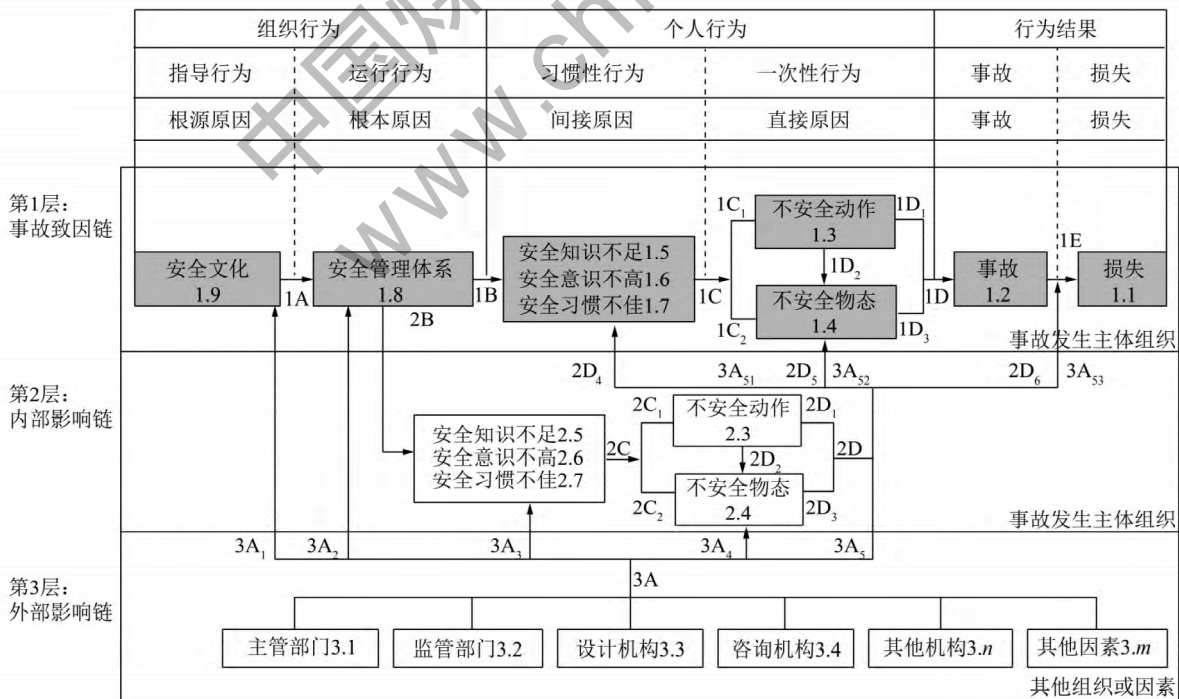 组织行为 个人行为 行为结果
指导行为 运行行为 习惯性行为 一次性行为 事故 损失
根源原因 根本原因 间接原因 直接原因 事故 损失
第1层:
事故致因链
安全文化
1.9
1A
安全管理体系
1.8
1B
2B
安全知识不足1.5
安全意识不高1.6
安全习惯不佳1.7
1C
1C₁
1C₂
不安全动作
1.3
1D₁
1D₂
不安全物态
1.4
1D₃
1D
事故
1.2
1E
损失
1.1
事故发生主体组织
第2层:
内部影响链
2D₄ 3A₅₁ 2D₅ 3A₅₂ 2D₆ 3A₅₃
安全知识不足2.5
安全意识不高2.6
安全习惯不佳2.7
2C
2C₁
2C₂
不安全动作
2.3
2D₁
2D₂
不安全物态
2.4
2D₃
2D
事故发生主体组织
第3层:
外部影响链
3A₁ 3A₂ 3A₃ 3A₄ 3A₅
3A
主管部门3.1 监管部门3.2 设计机构3.3 咨询机构3.4 其他机构3.n 其他因素3.m
其他组织或因素
中国煤
www.ch